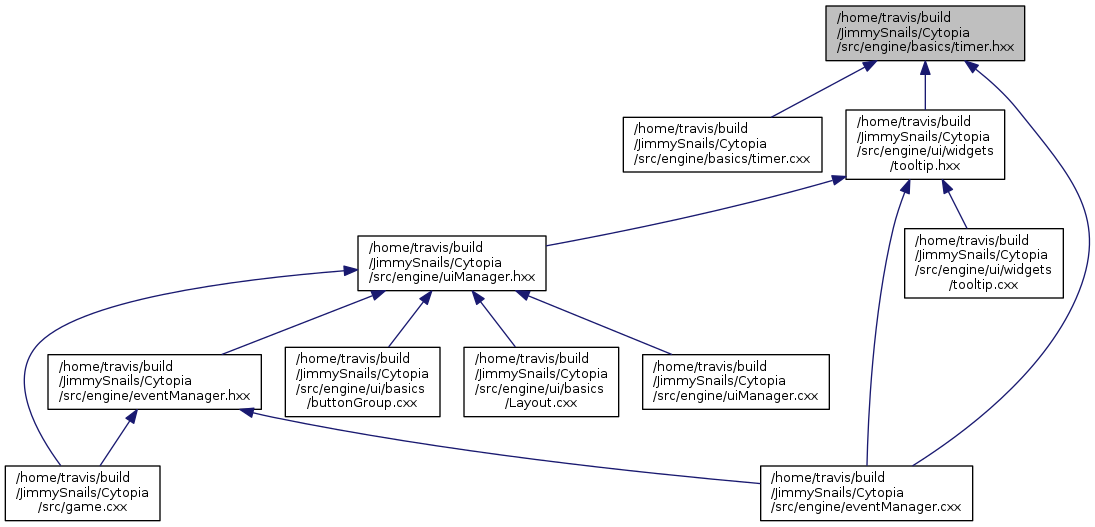 /home/travis/build
/JimmySnails/Cytopia
/src/engine/basics/timer.hxx
/home/travis/build
/JimmySnails/Cytopia
/src/engine/basics/timer.cxx
/home/travis/build
/JimmySnails/Cytopia
/src/engine/ui/widgets
/tooltip.hxx
/home/travis/build
/JimmySnails/Cytopia
/src/engine/uiManager.hxx
/home/travis/build
/JimmySnails/Cytopia
/src/engine/ui/widgets
/tooltip.cxx
/home/travis/build
/JimmySnails/Cytopia
/src/engine/eventManager.hxx
/home/travis/build
/JimmySnails/Cytopia
/src/engine/ui/basics
/buttonGroup.cxx
/home/travis/build
/JimmySnails/Cytopia
/src/engine/ui/basics
/Layout.cxx
/home/travis/build
/JimmySnails/Cytopia
/src/engine/uiManager.cxx
/home/travis/build
/JimmySnails/Cytopia
/src/game.cxx
/home/travis/build
/JimmySnails/Cytopia
/src/engine/eventManager.cxx